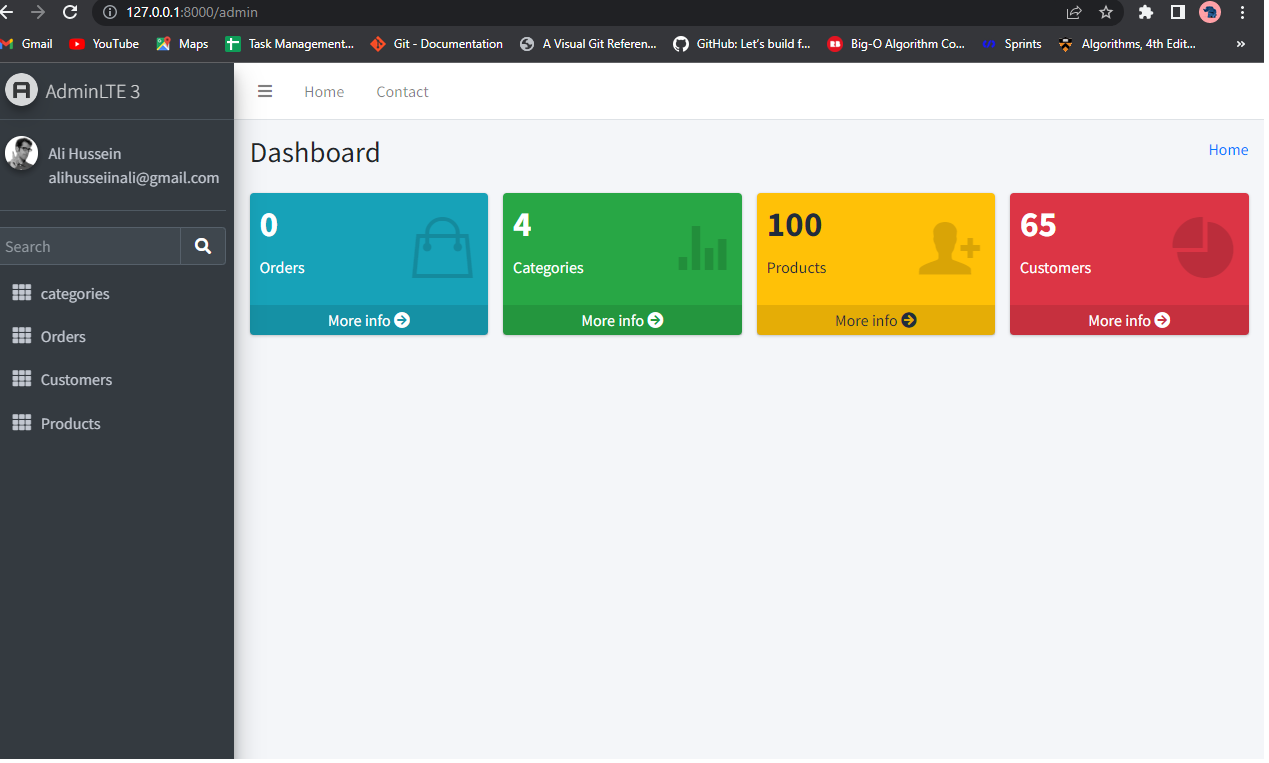 127.0.0.1:8000/admin
Gmail YouTube Maps Task Management... Git - Documentation A Visual Git Referen... GitHub: Let's build f... Big-O Algorithm Co... Sprints Algorithms, 4th Edit... »
AdminLTE 3
Home Contact
Ali Hussein
alihusseiinali@gmail.com
Search
categories
Orders
Customers
Products
Dashboard
Home
0
Orders
More info
4
Categories
More info
100
Products
More info
65
Customers
More info